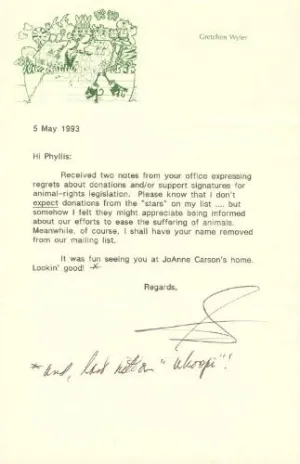 Gretchen Wyler
5 May 1993
Hi Phyllis:
Received two notes from your office expressing
regrets about donations and/or support signatures for
animal-rights legislation. Please know that I don't
expect donations from the "stars" on my list .... but
somehow I felt they might appreciate being informed
about our efforts to ease the suffering of animals.
Meanwhile, of course, I shall have your name removed
from our mailing list.
It was fun seeing you at JoAnne Carson's home.
Lookin' good! *
Regards,
* and, last night on "Whoopi"!